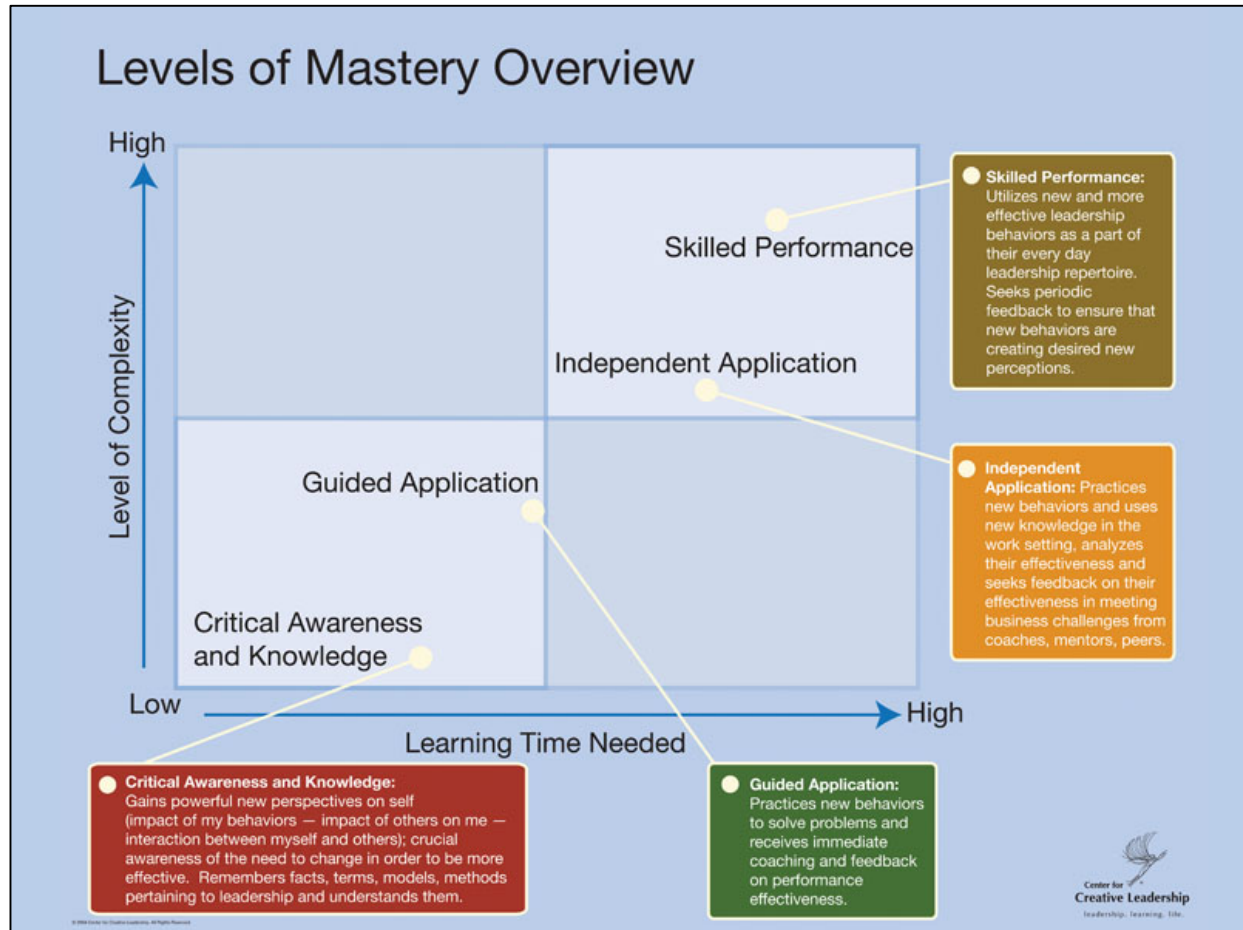 Levels of Mastery Overview
High
Level of Complexity
Skilled Performance
Independent Application
Guided Application
Critical Awareness
and Knowledge
Low
Learning Time Needed
High
Skilled Performance:
Utilizes new and more
effective leadership
behaviors as a part of
their every day
leadership repertoire.
Seeks periodic
feedback to ensure that
new behaviors are
creating desired new
perceptions.
Independent
Application: Practices
new behaviors and uses
new knowledge in the
work setting, analyzes
their effectiveness and
seeks feedback on their
effectiveness in meeting
business challenges from
coaches, mentors, peers.
Critical Awareness and Knowledge:
Gains powerful new perspectives on self
(impact of my behaviors — impact of others on me —
interaction between myself and others); crucial
awareness of the need to change in order to be more
effective. Remembers facts, terms, models, methods
pertaining to leadership and understands them.
Guided Application:
Practices new behaviors
to solve problems and
receives immediate
coaching and feedback
on performance
effectiveness.
Center for
Creative Leadership
leadership. learning. life.
Center for Creative Leadership. All Rights Reserved.